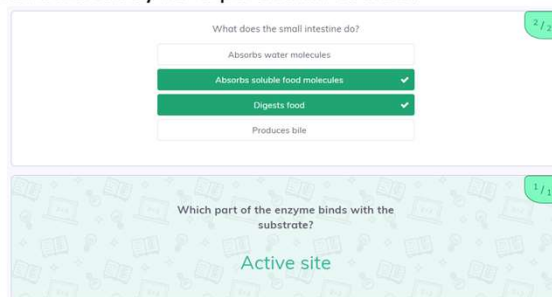 What does the small intestine do?
2 / 2
Absorbs water molecules
Absorbs soluble food molecules
Digests food
Produces bile
1 / 1
Which part of the enzyme binds with the
substrate?
Active site